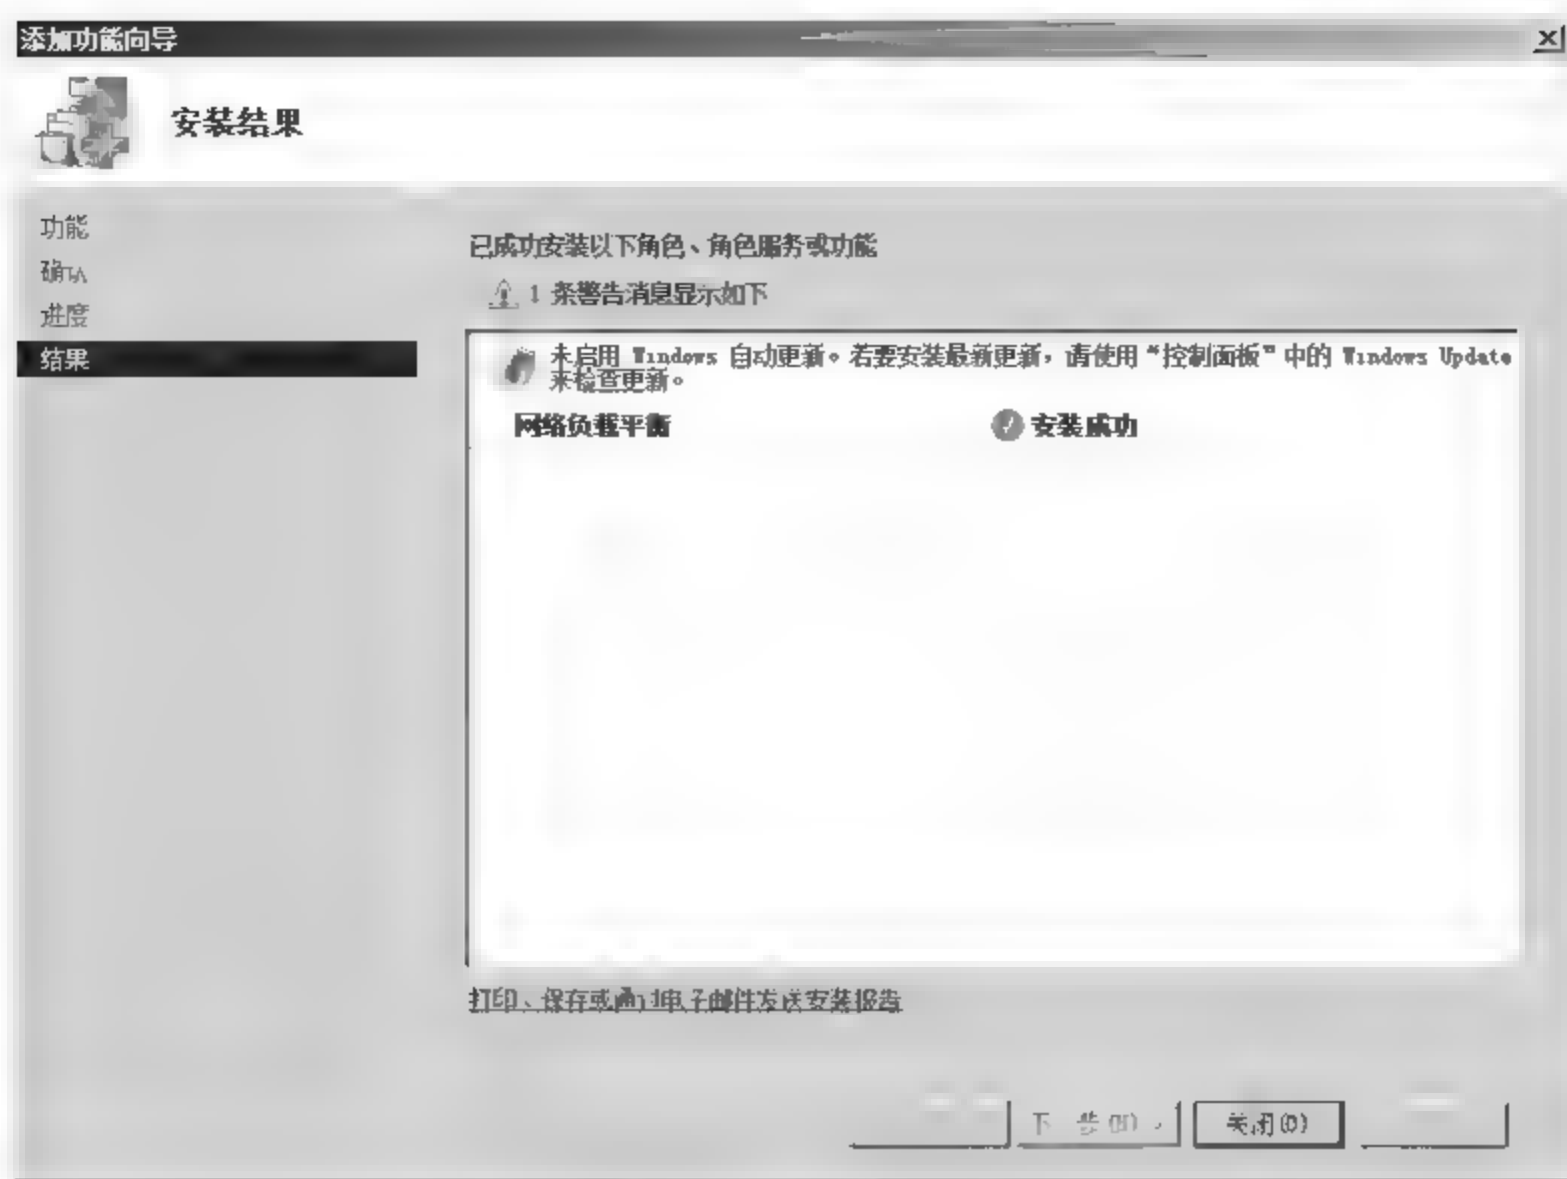 添加功能向导
安装结果
功能
确认
进度
结果
已成功安装以下角色、角色服务或功能
1 条警告消息显示如下
未启用 Windows 自动更新。若要安装最新更新，请使用“控制面板”中的 Windows Update
来检查更新。
网络负载平衡 安装成功
打印、保存或通过电子邮件发送安装报告
下一步(N) 关闭(O)